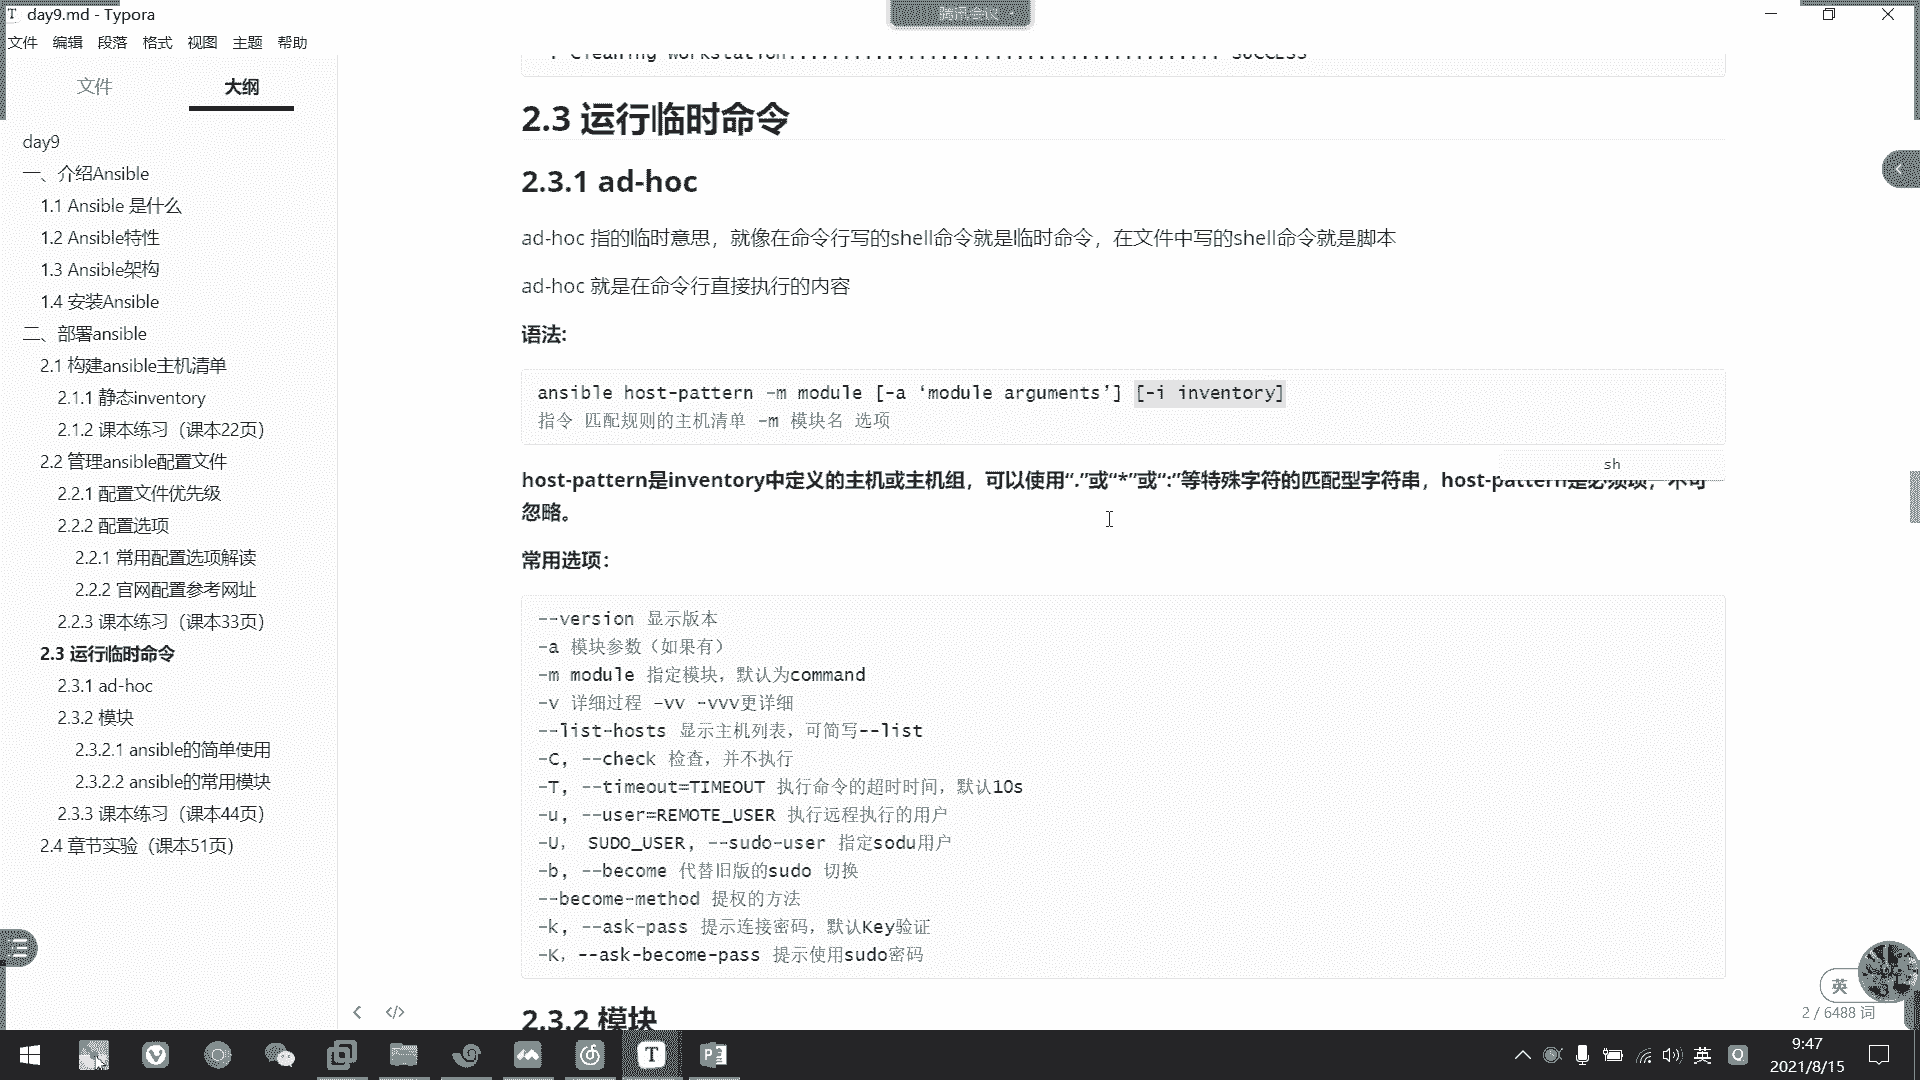 day9.md - Typora
腾讯会议
文件 编辑 段落 格式 视图 主题 帮助
文件 大纲
day9
一、介绍Ansible
1.1 Ansible 是什么
1.2 Ansible特性
1.3 Ansible架构
1.4 安装Ansible
二、部署ansible
2.1 构建ansible主机清单
2.1.1 静态inventory
2.1.2 课本练习（课本22页）
2.2 管理ansible配置文件
2.2.1 配置文件优先级
2.2.2 配置选项
2.2.1 常用配置选项解读
2.2.2 官网配置参考网址
2.2.3 课本练习（课本33页）
2.3 运行临时命令
2.3.1 ad-hoc
2.3.2 模块
2.3.2.1 ansible的简单使用
2.3.2.2 ansible的常用模块
2.3.3 课本练习（课本44页）
2.4 章节实验（课本51页）
· Cleaning workstation........................................ SUCCESS
2.3 运行临时命令
2.3.1 ad-hoc
ad-hoc 指的临时意思，就像在命令行写的shell命令就是临时命令，在文件中写的shell命令就是脚本
ad-hoc 就是在命令行直接执行的内容
语法:
ansible host-pattern -m module [-a ‘module arguments’] [-i inventory]
指令 匹配规则的主机清单 -m 模块名 选项
sh
host-pattern是inventory中定义的主机或主机组，可以使用“.”或“*”或“:”等特殊字符的匹配型字符串，host-pattern是必须项，不可
忽略。
常用选项：
--version 显示版本
-a 模块参数（如果有）
-m module 指定模块，默认为command
-v 详细过程 -vv -vvv更详细
--list-hosts 显示主机列表，可简写--list
-C, --check 检查，并不执行
-T, --timeout=TIMEOUT 执行命令的超时时间，默认10s
-u, --user=REMOTE_USER 执行远程执行的用户
-U， SUDO_USER, --sudo-user 指定sodu用户
-b, --become 代替旧版的sudo 切换
--become-method 提权的方法
-k, --ask-pass 提示连接密码，默认Key验证
-K，--ask-become-pass 提示使用sudo密码
2.3.2 模块
英
2 / 6488 词
英
9:47
2021/8/15